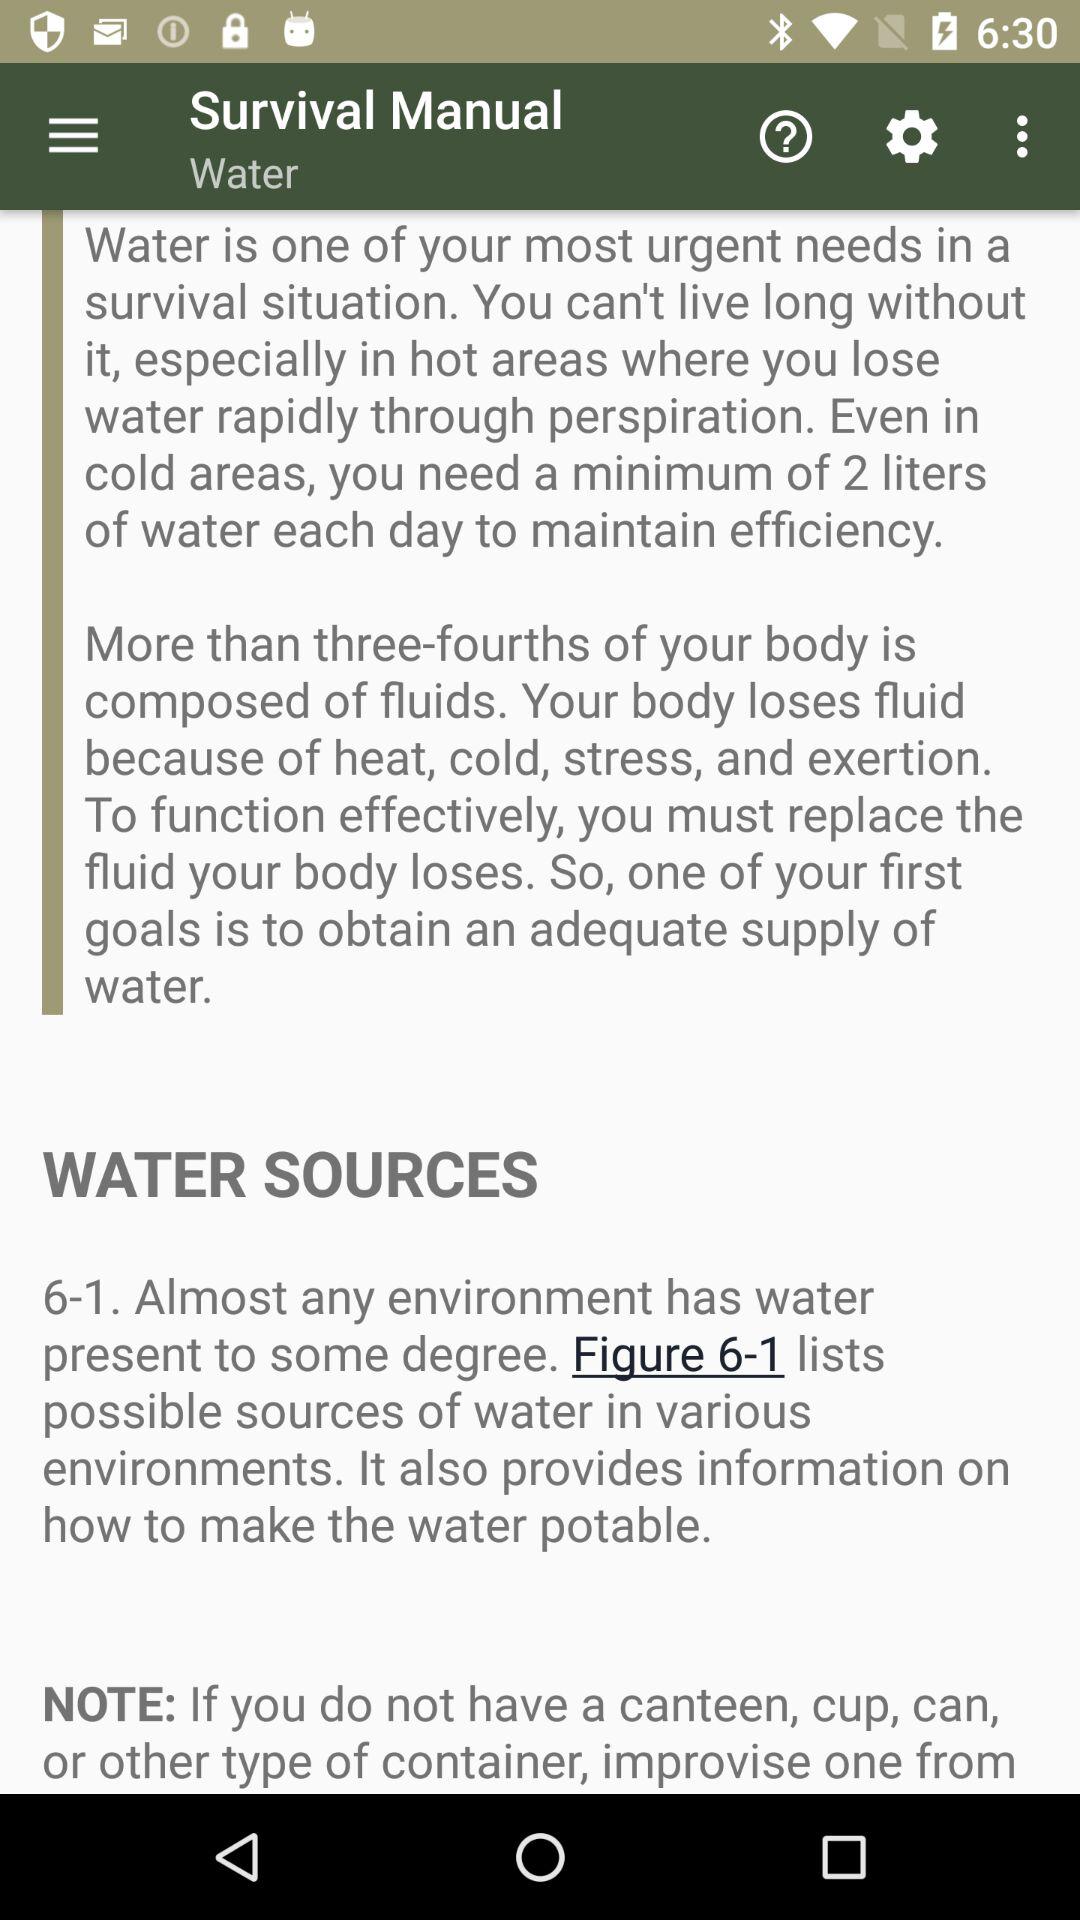 6:30
Survival Manual
Water
Water is one of your most urgent needs in a
survival situation. You can't live long without
it, especially in hot areas where you lose
water rapidly through perspiration. Even in
cold areas, you need a minimum of 2 liters
of water each day to maintain efficiency.
More than three-fourths of your body is
composed of fluids. Your body loses fluid
because of heat, cold, stress, and exertion.
To function effectively, you must replace the
fluid your body loses. So, one of your first
goals is to obtain an adequate supply of
water.
WATER SOURCES
6-1. Almost any environment has water
present to some degree. Figure 6-1 lists
possible sources of water in various
environments. It also provides information on
how to make the water potable.
NOTE: If you do not have a canteen, cup, can,
or other type of container, improvise one from